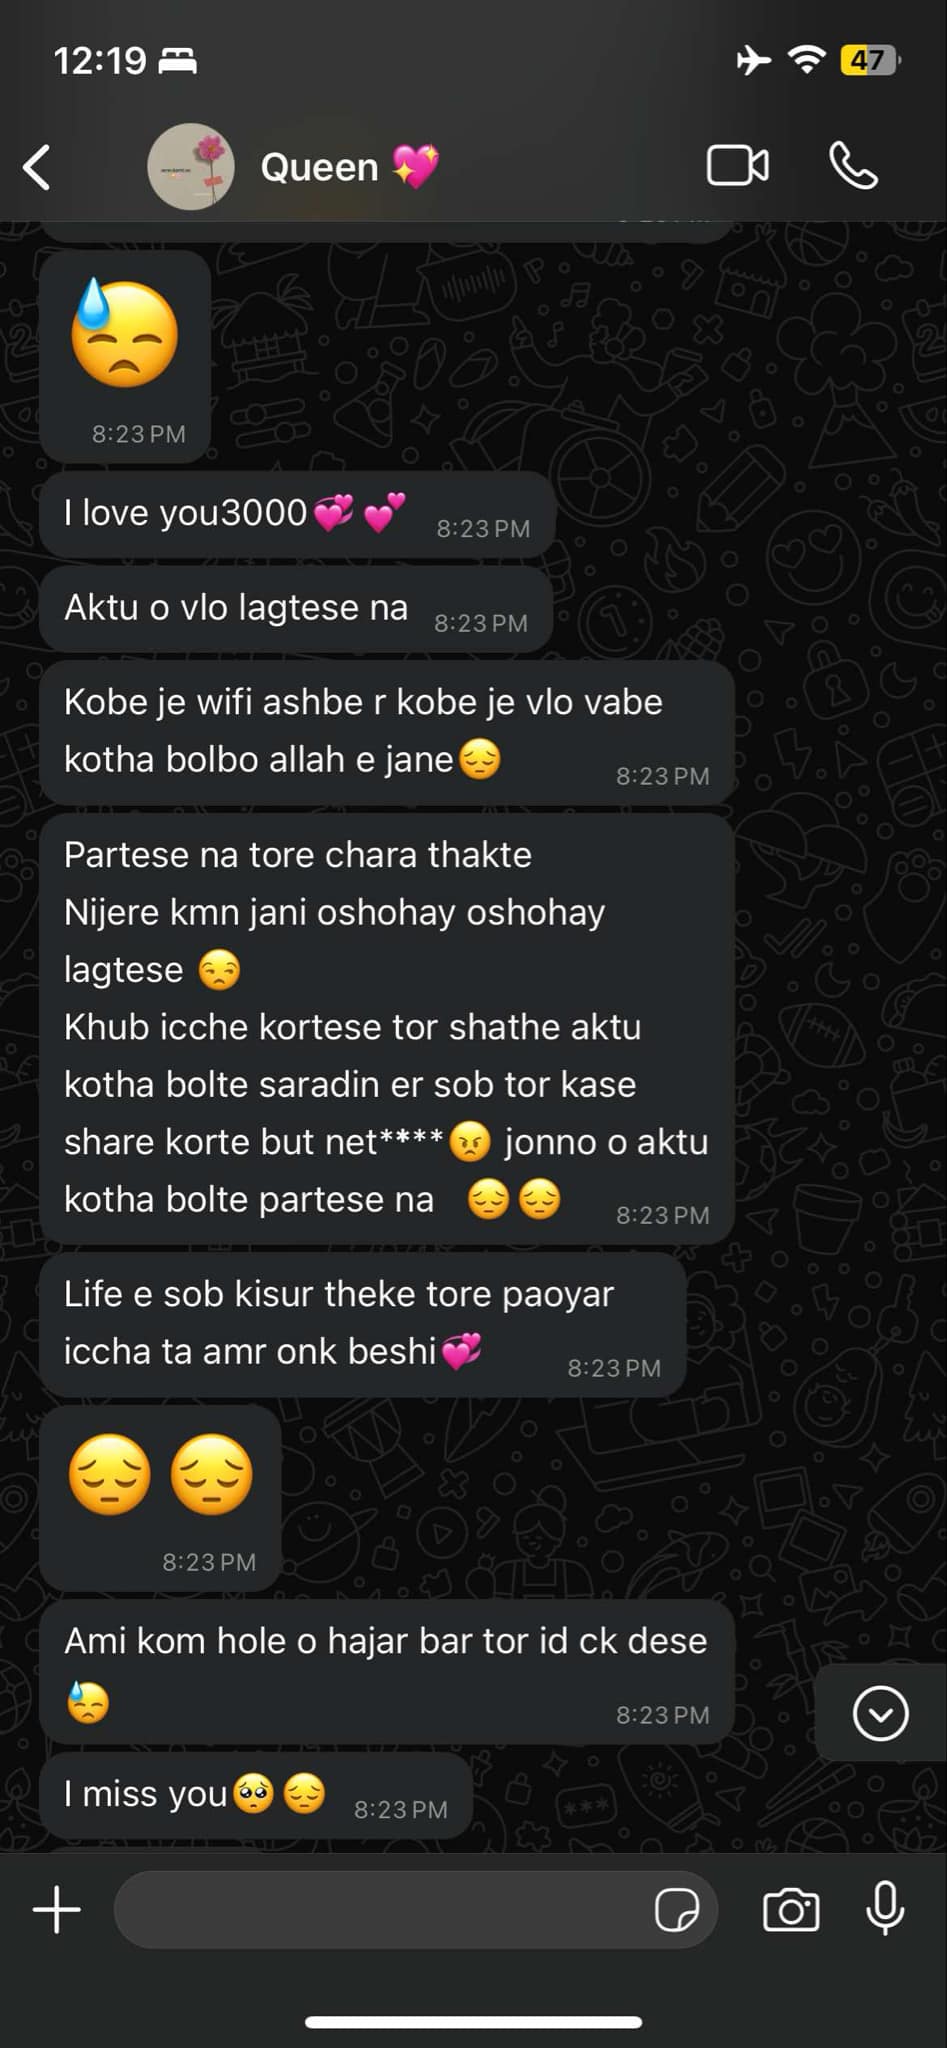 12:19
47
Queen 💖
😓
8:23 PM
I love you3000💞💕 8:23 PM
Aktu o vlo lagtese na 8:23 PM
Kobe je wifi ashbe r kobe je vlo vabe
kotha bolbo allah e jane😔 8:23 PM
Partese na tore chara thakte
Nijere kmn jani oshohay oshohay
lagtese 😒
Khub icche kortese tor shathe aktu
kotha bolte saradin er sob tor kase
share korte but net****😠 jonno o aktu
kotha bolte partese na 😔😔 8:23 PM
Life e sob kisur theke tore paoyar
iccha ta amr onk beshi💞 8:23 PM
😔😔
8:23 PM
Ami kom hole o hajar bar tor id ck dese
😓 8:23 PM
I miss you🥺😔 8:23 PM